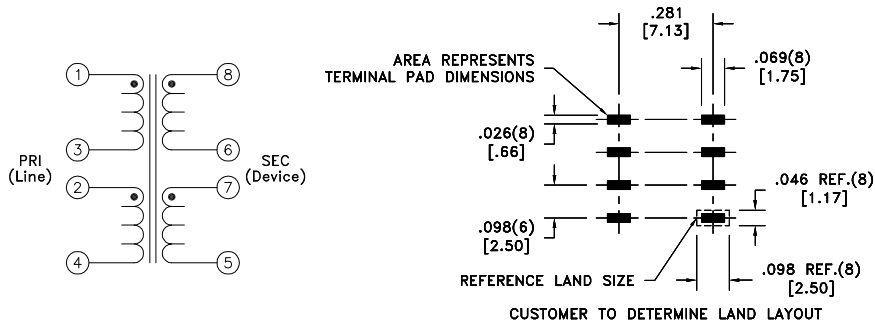 1
8
3
6
PRI
(Line)
SEC
(Device)
2
7
4
5
.281
[7.13]
AREA REPRESENTS
TERMINAL PAD DIMENSIONS
.069(8)
[1.75]
.026(8)
[.66]
.046 REF.(8)
[1.17]
.098(6)
[2.50]
REFERENCE LAND SIZE
.098 REF.(8)
[2.50]
CUSTOMER TO DETERMINE LAND LAYOUT